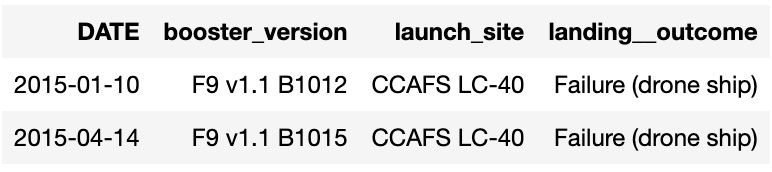 DATE booster_version launch_site landing__outcome
2015-01-10 F9 v1.1 B1012 CCAFS LC-40 Failure (drone ship)
2015-04-14 F9 v1.1 B1015 CCAFS LC-40 Failure (drone ship)